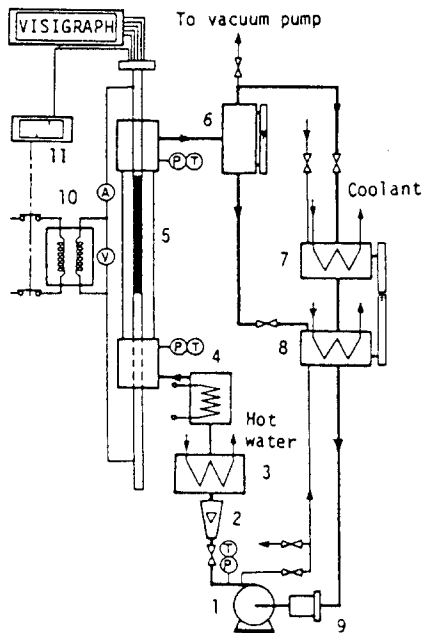 VISIGRAPH
To vacuum pump
6
11
P T
10
A
Coolant
5
7
V
8
P T
4
Hot
water
3
2
T
P
1
9